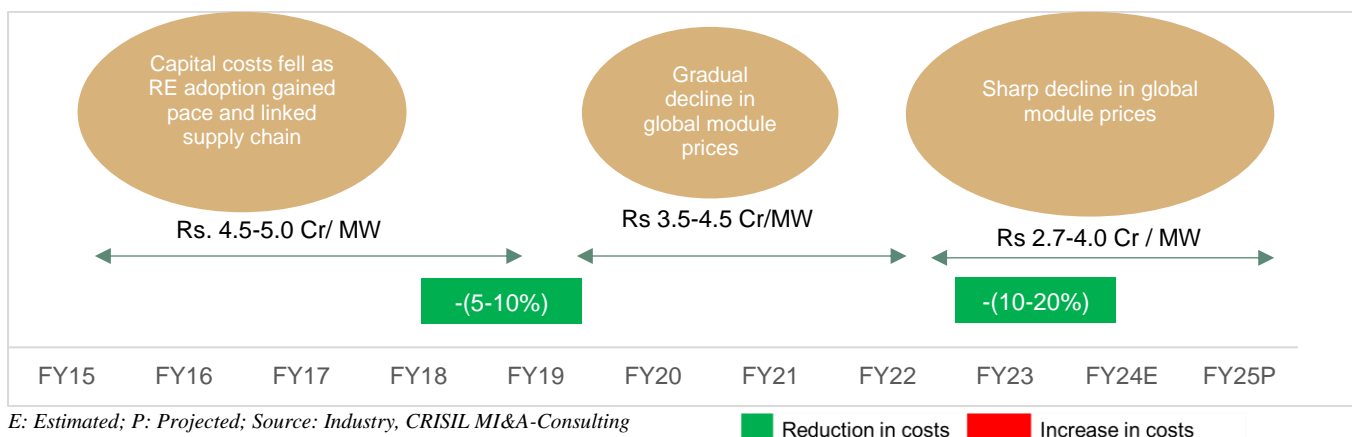 Capital costs fell as
RE adoption gained
pace and linked
supply chain
Gradual
decline in
global module
prices
Sharp decline in global
module prices
Rs. 4.5-5.0 Cr/ MW
Rs 3.5-4.5 Cr/MW
Rs 2.7-4.0 Cr / MW
-(5-10%)
-(10-20%)
FY15 FY16 FY17 FY18 FY19 FY20 FY21 FY22 FY23 FY24E FY25P
E: Estimated; P: Projected; Source: Industry, CRISIL MI&A-Consulting
Reduction in costs
Increase in costs